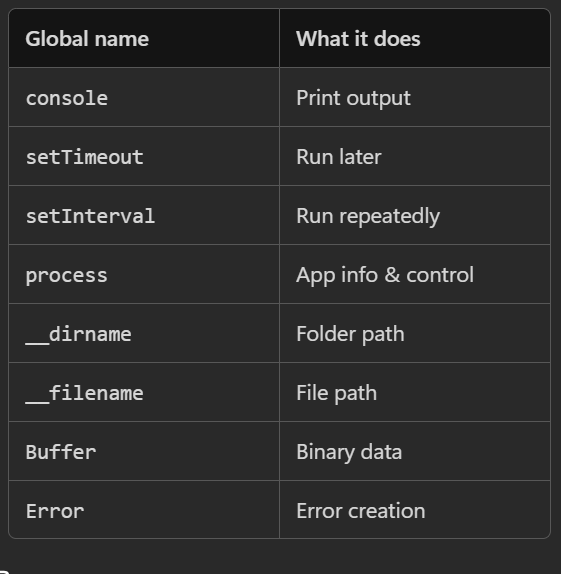 Global name What it does
console Print output
setTimeout Run later
setInterval Run repeatedly
process App info & control
__dirname Folder path
__filename File path
Buffer Binary data
Error Error creation